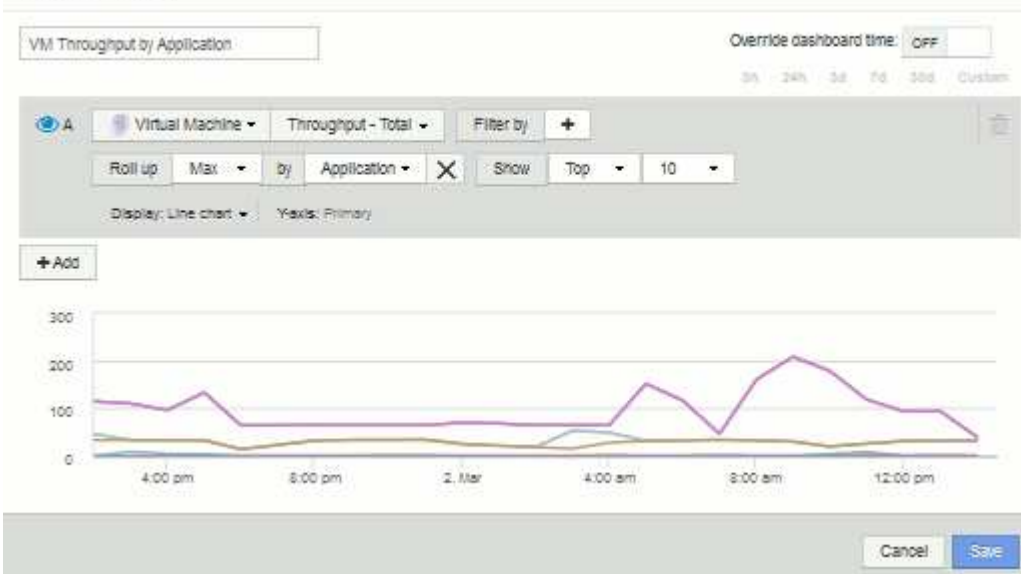 VM Throughput by Application
Override dashboard time: OFF
3h 24h 3d 7d 30d Custom
A Virtual Machine Throughput - Total Filter by +
Roll up Max by Application X Show Top 10
Display: Line chart Y-axis: Primary
+ Add
300
200
100
0
4:00 pm 8:00 pm 2. Mar 4:00 am 8:00 am 12:00 pm
Cancel Save